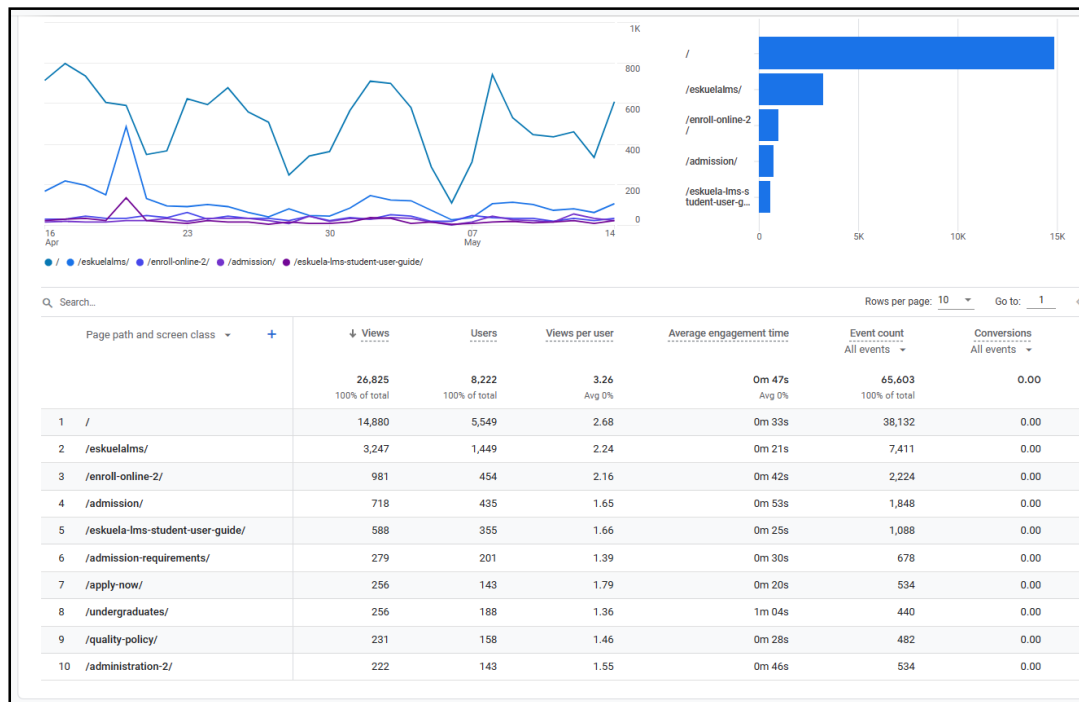 1K
800
600
400
200
0
16
Apr
23
30
07
May
14
/ /eskuelalms/ /enroll-online-2/ /admission/ /eskuela-lms-student-user-guide/
/
/eskuelalms/
/enroll-online-2
/
/admission/
/eskuela-lms-s
tudent-user-g...
0 5K 10K 15K
Search... Rows per page: 10 Go to: 1
Page path and screen class + Views Users Views per user Average engagement time Event count Conversions
All events All events
26,825 8,222 3.26 0m 47s 65,603 0.00
100% of total 100% of total Avg 0% Avg 0% 100% of total
1 / 14,880 5,549 2.68 0m 33s 38,132 0.00
2 /eskuelalms/ 3,247 1,449 2.24 0m 21s 7,411 0.00
3 /enroll-online-2/ 981 454 2.16 0m 42s 2,224 0.00
4 /admission/ 718 435 1.65 0m 53s 1,848 0.00
5 /eskuela-lms-student-user-guide/ 588 355 1.66 0m 25s 1,088 0.00
6 /admission-requirements/ 279 201 1.39 0m 30s 678 0.00
7 /apply-now/ 256 143 1.79 0m 20s 534 0.00
8 /undergraduates/ 256 188 1.36 1m 04s 440 0.00
9 /quality-policy/ 231 158 1.46 0m 28s 482 0.00
10 /administration-2/ 222 143 1.55 0m 46s 534 0.00